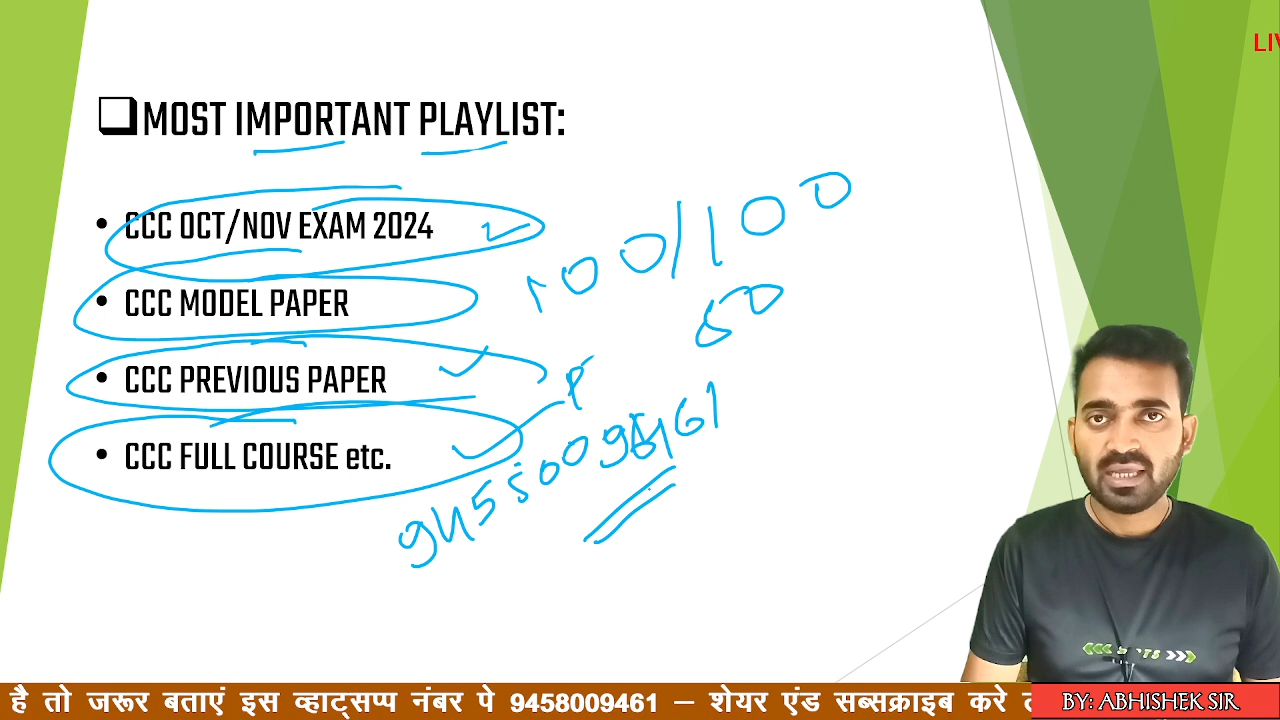 LIV
MOST IMPORTANT PLAYLIST:
• CCC OCT/NOV EXAM 2024
100/100
• CCC MODEL PAPER
50
• CCC PREVIOUS PAPER
P
• CCC FULL COURSE etc.
है तो जरूर बताएं इस व्हाट्सप्प नंबर पे 9458009461 – शेयर एंड सब्सक्राइब करे
BY: ABHISHEK SIR